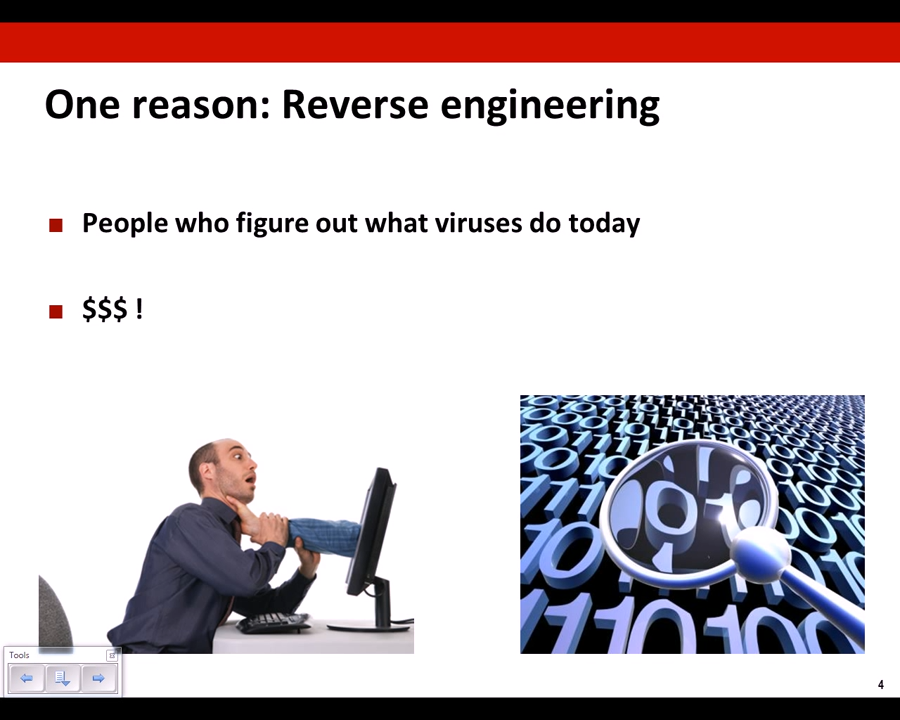 One reason: Reverse engineering
People who figure out what viruses do today
$$$ !
Tools
4